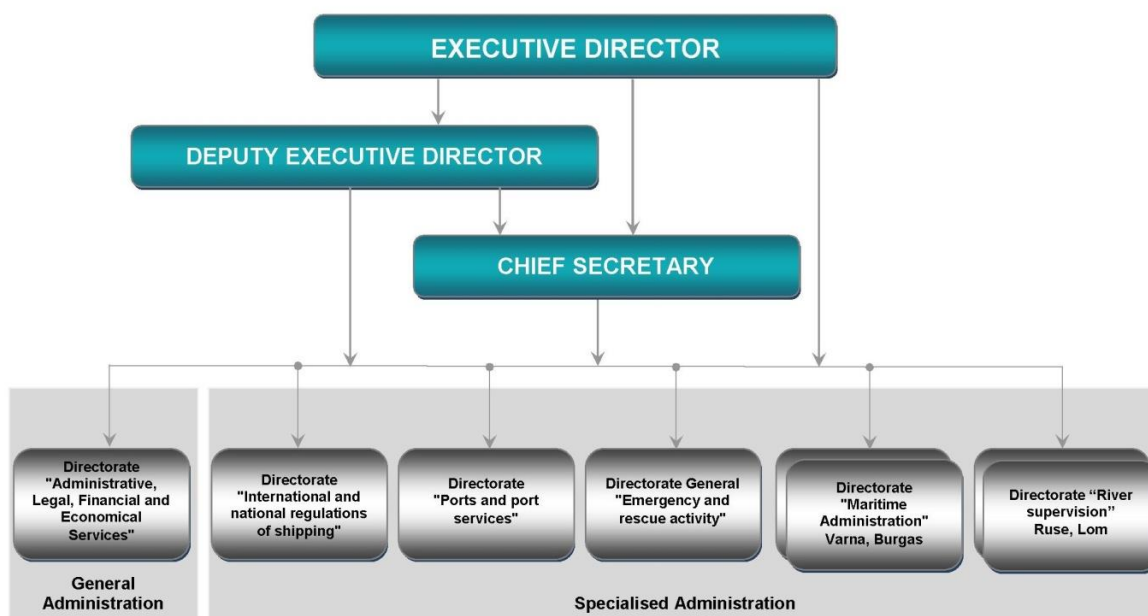 EXECUTIVE DIRECTOR
DEPUTY EXECUTIVE DIRECTOR
CHIEF SECRETARY
Directorate
"Administrative,
Legal, Financial and
Economical
Services"
Directorate
"International and
national regulations
of shipping"
Directorate
"Ports and port
services"
Directorate General
"Emergency and
rescue activity"
Directorate
"Maritime
Administration"
Varna, Burgas
Directorate “River
supervision”
Ruse, Lom
General
Administration
Specialised Administration